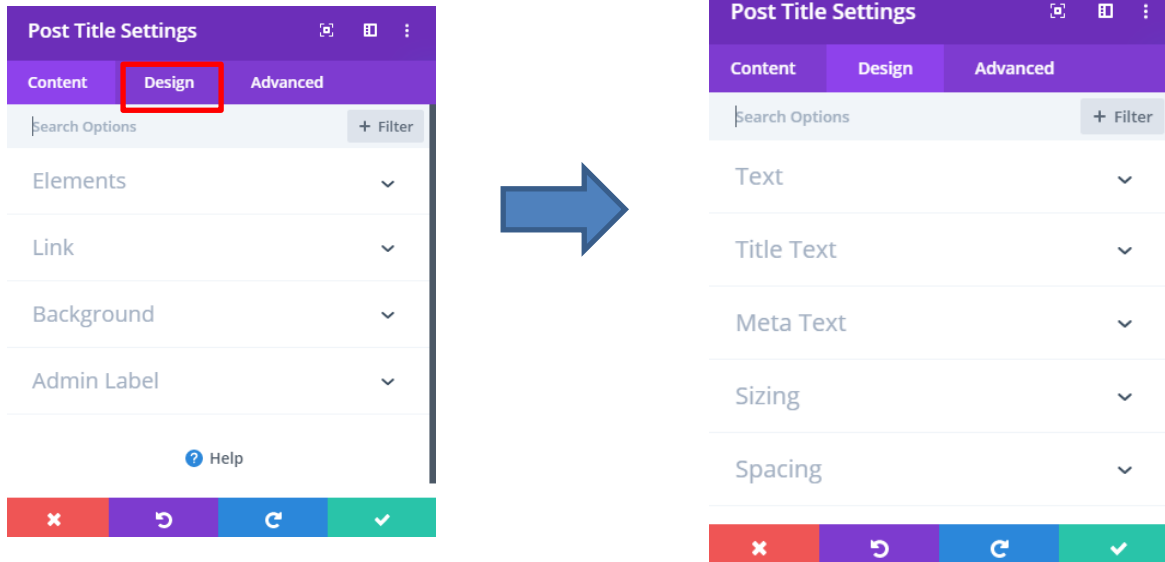 Post Title Settings
Content Design Advanced
Search Options + Filter
Elements
Link
Background
Admin Label
? Help
Post Title Settings
Content Design Advanced
Search Options + Filter
Text
Title Text
Meta Text
Sizing
Spacing